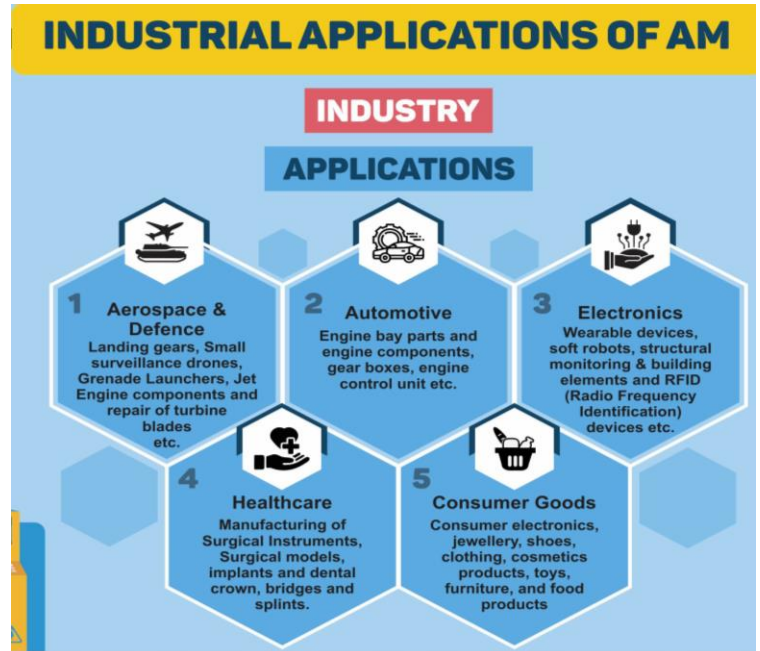 INDUSTRIAL APPLICATIONS OF AM
INDUSTRY
APPLICATIONS
1
Aerospace &
Defence
Landing gears, Small
surveillance drones,
Grenade Launchers, Jet
Engine components and
repair of turbine
blades
etc.
2
Automotive
Engine bay parts and
engine components,
gear boxes, engine
control unit etc.
3
Electronics
Wearable devices,
soft robots, structural
monitoring & building
elements and RFID
(Radio Frequency
Identification)
devices etc.
4
Healthcare
Manufacturing of
Surgical Instruments,
Surgical models,
implants and dental
crown, bridges and
splints.
5
Consumer Goods
Consumer electronics,
jewellery, shoes,
clothing, cosmetics
products, toys,
furniture, and food
products